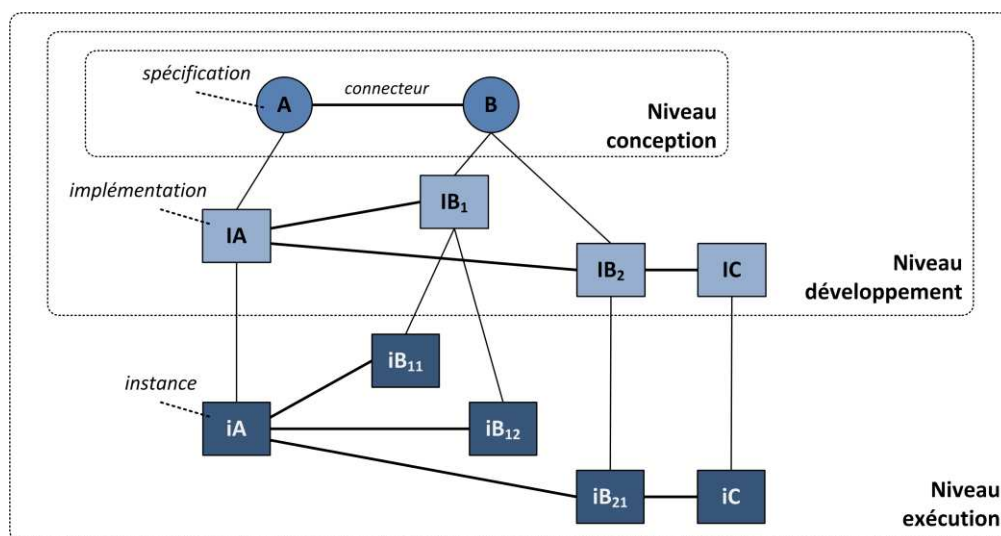 spécification
A
connecteur
B
Niveau
conception
implémentation
IA
IB₁
IB₂
IC
Niveau
développement
iB₁₁
instance
iA
iB₁₂
iB₂₁
iC
Niveau
exécution